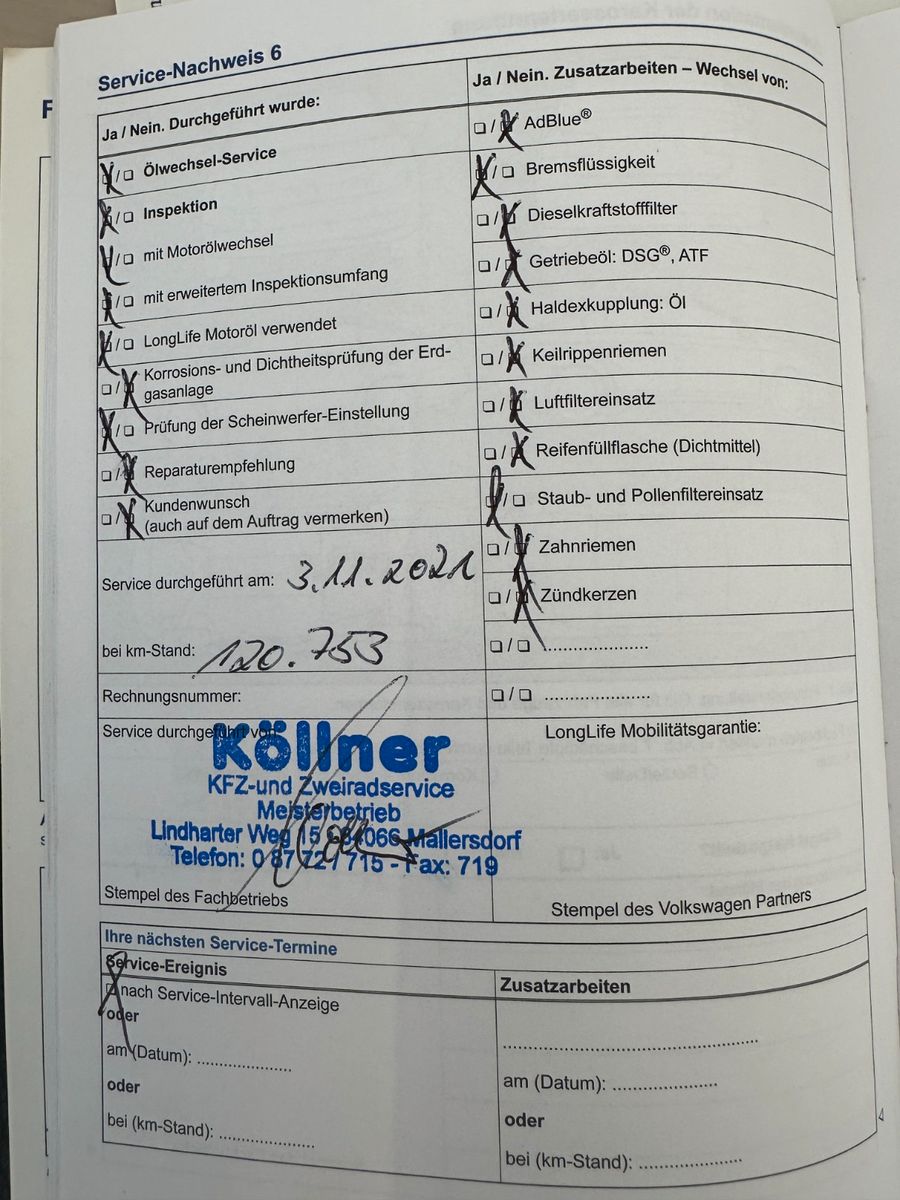 Service-Nachweis 6
Ja / Nein. Durchgeführt wurde:
Ölwechsel-Service
Inspektion
mit Motorölwechsel
mit erweitertem Inspektionsumfang
LongLife Motoröl verwendet
Korrosions- und Dichtheitsprüfung der Erd-
gasanlage
Prüfung der Scheinwerfer-Einstellung
Reparaturempfehlung
Kundenwunsch
(auch auf dem Auftrag vermerken)
Service durchgeführt am: 3.11.2021
bei km-Stand: 120.753
Rechnungsnummer:
Service durchgeführt von:
Köllner
KFZ-und Zweiradservice
Meisterbetrieb
Lindharter Weg 15 84066 Mallersdorf
Telefon: 0 87 72 / 715 - Fax: 719
Stempel des Fachbetriebs
Ja / Nein. Zusatzarbeiten – Wechsel von:
AdBlue®
Bremsflüssigkeit
Dieselkraftstofffilter
Getriebeöl: DSG®, ATF
Haldexkupplung: Öl
Keilrippenriemen
Luftfiltereinsatz
Reifenfüllflasche (Dichtmittel)
Staub- und Pollenfiltereinsatz
Zahnriemen
Zündkerzen
LongLife Mobilitätsgarantie:
Stempel des Volkswagen Partners
Ihre nächsten Service-Termine
Service-Ereignis
nach Service-Intervall-Anzeige
oder
am (Datum):
oder
bei (km-Stand):
Zusatzarbeiten
am (Datum):
oder
bei (km-Stand):